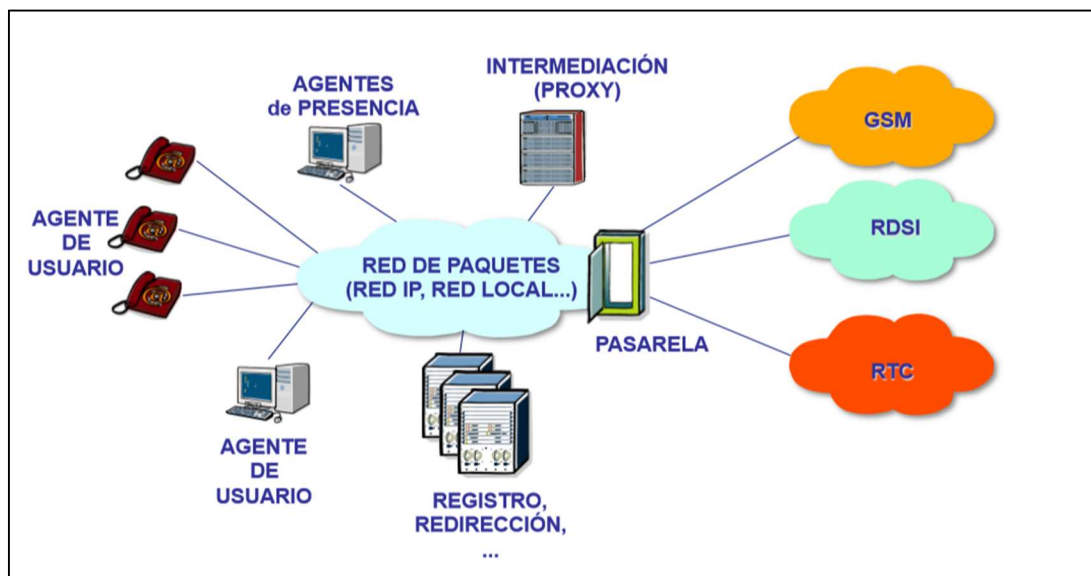 AGENTES
de PRESENCIA
INTERMEDIACIÓN
(PROXY)
GSM
AGENTE
DE
USUARIO
RED DE PAQUETES
(RED IP, RED LOCAL...)
RDSI
PASARELA
RTC
AGENTE
DE
USUARIO
REGISTRO,
REDIRECCIÓN,
...